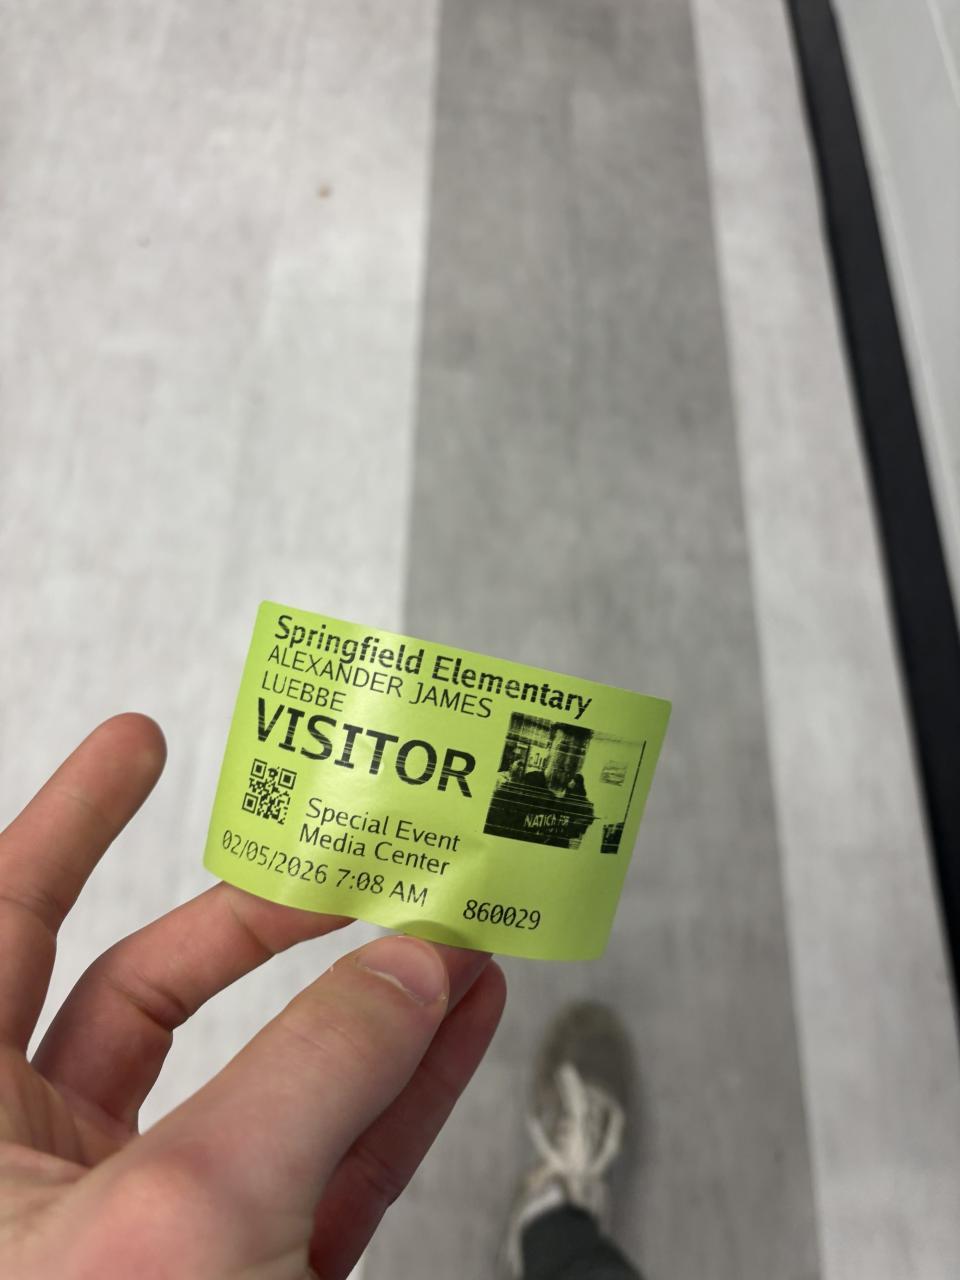 Springfield Elementary
ALEXANDER JAMES
LUEBBE
VISITOR
Special Event
Media Center
02/05/2026 7:08 AM
860029